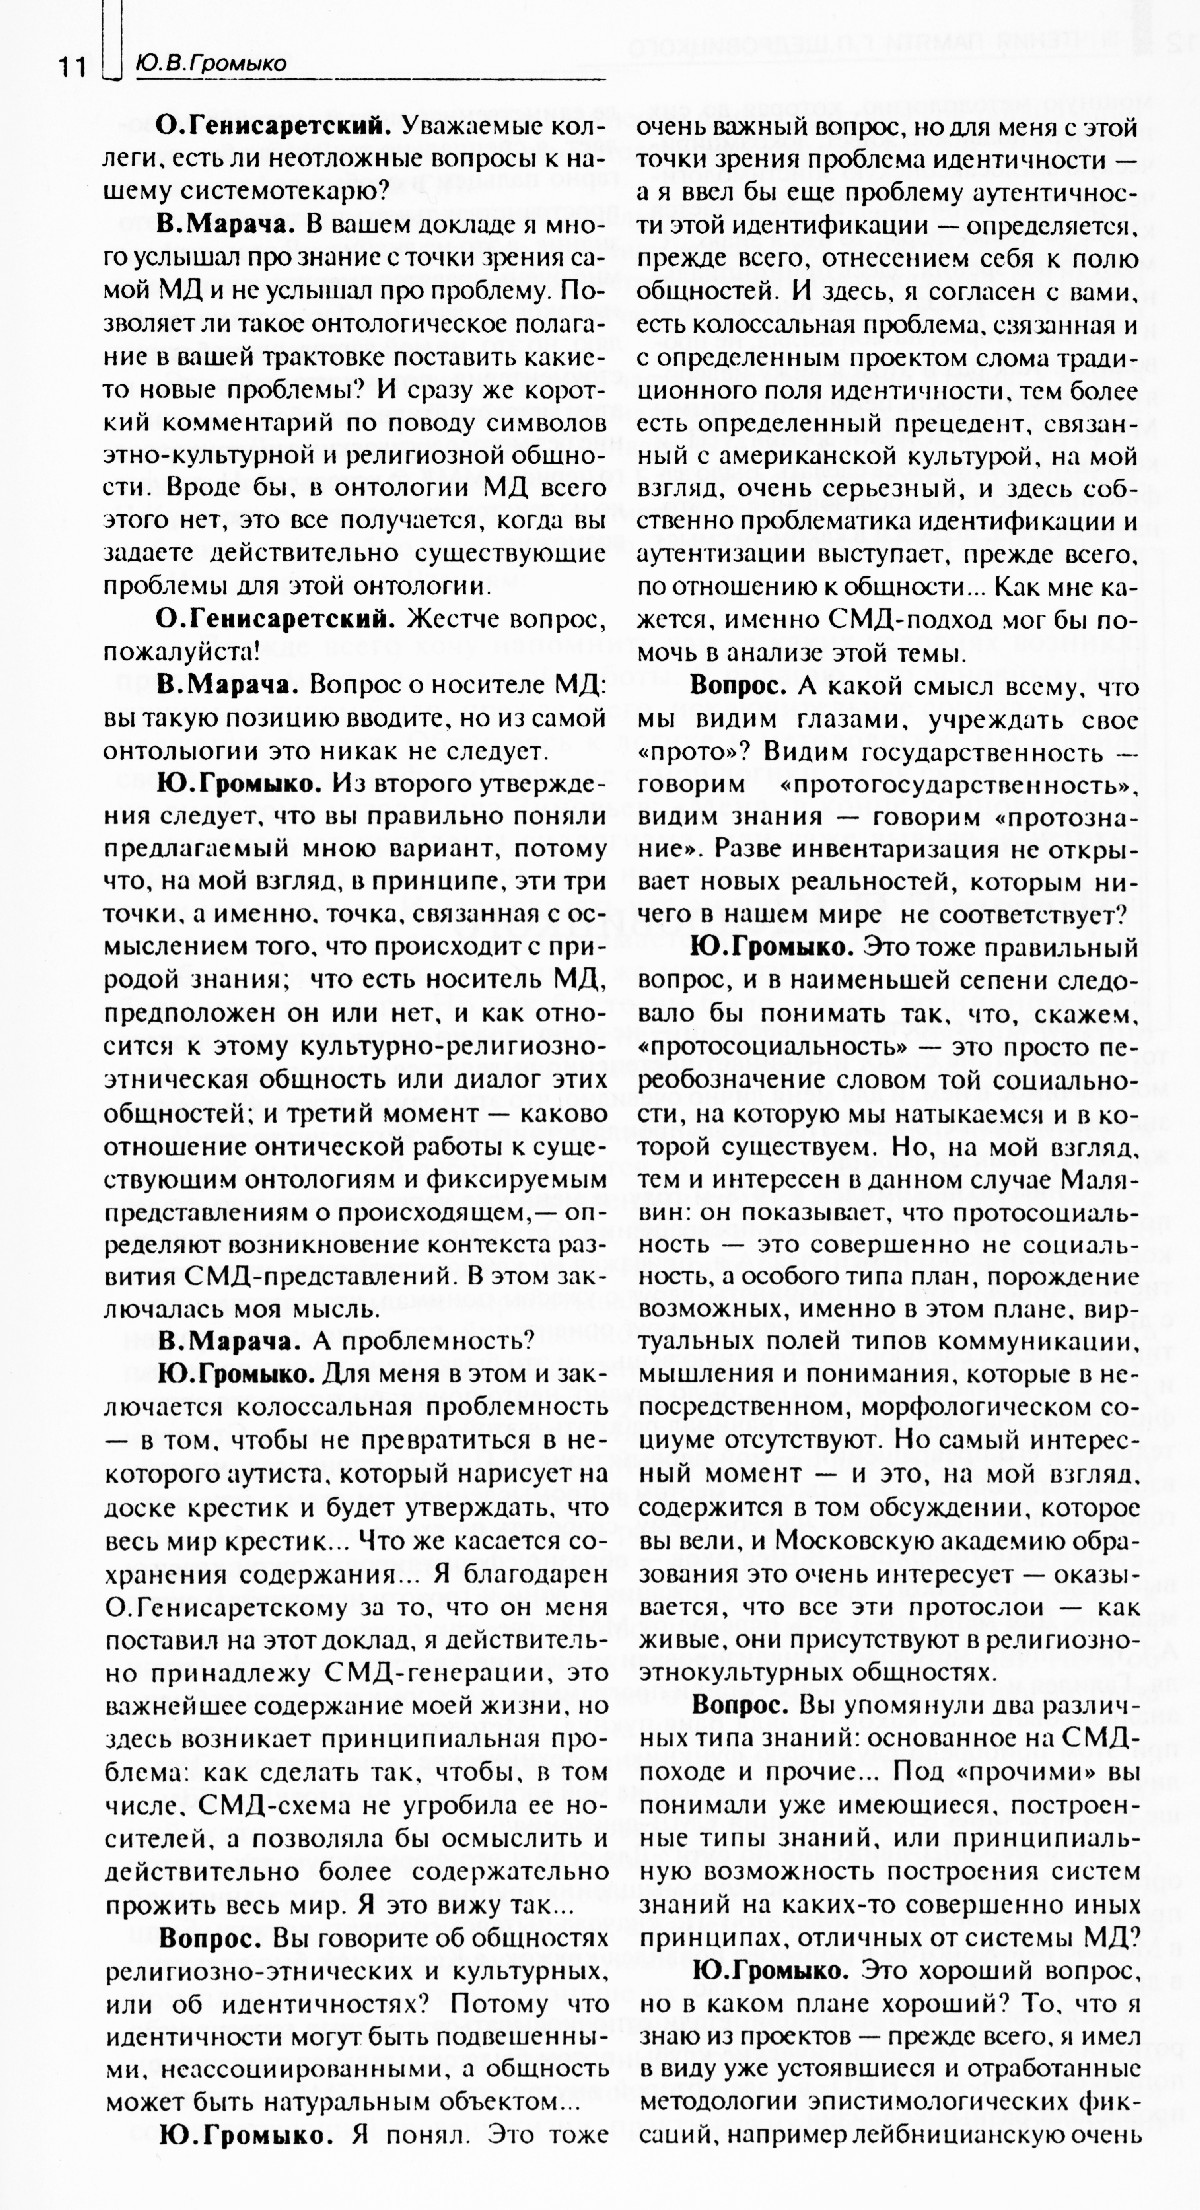 11
Ю.В.Громыко
О.Генисаретский. Уважаемые кол-
леги, есть ли неотложные вопросы к на-
шему системотекарю?
В.Марача. В вашем докладе я мно-
го услышал про знание с точки зрения са-
мой МД и не услышал про проблему. По-
зволяет ли такое онтологическое полага-
ние в вашей трактовке поставить какие-
то новые проблемы? И сразу же корот-
кий комментарий по поводу символов
этно-культурной и религиозной общно-
сти. Вроде бы, в онтологии МД всего
этого нет, это все получается, когда вы
задаете действительно существующие
проблемы для этой онтологии.
О.Генисаретский. Жестче вопрос,
пожалуйста!
В.Марача. Вопрос о носителе МД:
вы такую позицию вводите, но из самой
онтолыогии это никак не следует.
Ю.Громыко. Из второго утвержде-
ния следует, что вы правильно поняли
предлагаемый мною вариант, потому
что, на мой взгляд, в принципе, эти три
точки, а именно, точка, связанная с ос-
мыслением того, что происходит с при-
родой знания; что есть носитель МД,
предположен он или нет, и как отно-
сится к этому культурно-религиозно-
этническая общность или диалог этих
общностей; и третий момент — каково
отношение онтической работы к суще-
ствующим онтологиям и фиксируемым
представлениям о происходящем,— оп-
ределяют возникновение контекста раз-
вития СМД-представлений. В этом зак-
лючалась моя мысль.
В.Марача. А проблемность?
Ю.Громыко. Для меня в этом и зак-
лючается колоссальная проблемность
— в том, чтобы не превратиться в не-
которого аутиста, который нарисует на
доске крестик и будет утверждать, что
весь мир крестик... Что же касается со-
хранения содержания... Я благодарен
О.Генисаретскому за то, что он меня
поставил на этот доклад, я действитель-
но принадлежу СМД-генерации, это
важнейшее содержание моей жизни, но
здесь возникает принципиальная про-
блема: как сделать так, чтобы, в том
числе, СМД-схема не угробила ее но-
сителей, а позволяла бы осмыслить и
действительно более содержательно
прожить весь мир. Я это вижу так...
Вопрос. Вы говорите об общностях
религиозно-этнических и культурных,
или об идентичностях? Потому что
идентичности могут быть подвешенны-
ми, неассоциированными, а общность
может быть натуральным объектом...
Ю.Громыко. Я понял. Это тоже
очень важный вопрос, но для меня с этой
точки зрения проблема идентичности —
а я ввел бы еще проблему аутентичнос-
ти этой идентификации — определяется,
прежде всего, отнесением себя к полю
общностей. И здесь, я согласен с вами,
есть колоссальная проблема, связанная и
с определенным проектом слома тради-
ционного поля идентичности, тем более
есть определенный прецедент, связан-
ный с американской культурой, на мой
взгляд, очень серьезный, и здесь соб-
ственно проблематика идентификации и
аутентизации выступает, прежде всего,
по отношению к общности... Как мне ка-
жется, именно СМД-подход мог бы по-
мочь в анализе этой темы.
Вопрос. А какой смысл всему, что
мы видим глазами, учреждать свое
«прото»? Видим государственность —
говорим «протогосударственность»,
видим знания — говорим «протозна-
ние». Разве инвентаризация не откры-
вает новых реальностей, которым ни-
чего в нашем мире не соответствует?
Ю.Громыко. Это тоже правильный
вопрос, и в наименьшей сепени следо-
вало бы понимать так, что, скажем,
«протосоциальность» — это просто пе-
реобозначение словом той социально-
сти, на которую мы натыкаемся и в ко-
торой существуем. Но, на мой взгляд,
тем и интересен в данном случае Маля-
вин: он показывает, что протосоциаль-
ность — это совершенно не социаль-
ность, а особого типа план, порождение
возможных, именно в этом плане, вир-
туальных полей типов коммуникации,
мышления и понимания, которые в не-
посредственном, морфологическом со-
циуме отсутствуют. Но самый интерес-
ный момент — и это, на мой взгляд,
содержится в том обсуждении, которое
вы вели, и Московскую академию обра-
зования это очень интересует — оказы-
вается, что все эти протослои — как
живые, они присутствуют в религиозно-
этнокультурных общностях.
Вопрос. Вы упомянули два различ-
ных типа знаний: основанное на СМД-
походе и прочие... Под «прочими» вы
понимали уже имеющиеся, построен-
ные типы знаний, или принципиаль-
ную возможность построения систем
знаний на каких-то совершенно иных
принципах, отличных от системы МД?
Ю.Громыко. Это хороший вопрос,
но в каком плане хороший? То, что я
знаю из проектов — прежде всего, я имел
в виду уже устоявшиеся и отработанные
методологии эпистимологических фик-
саций, например лейбницианскую очень